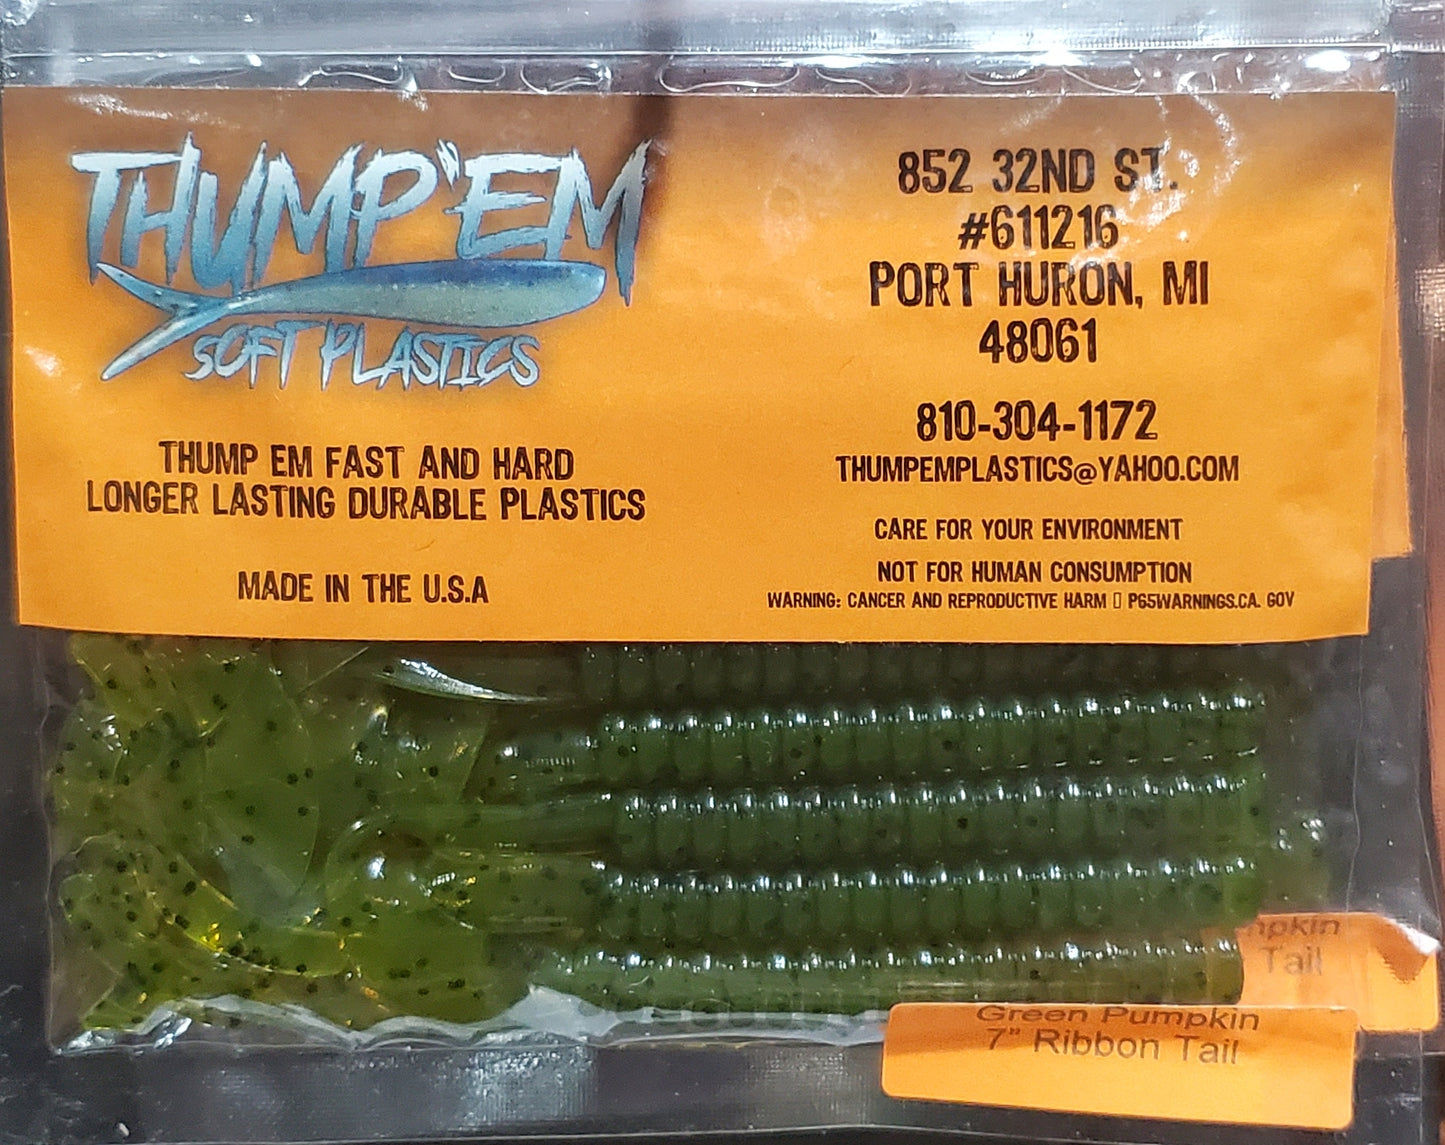 THUMP'EM
SOFT PLASTICS
THUMP EM FAST AND HARD
LONGER LASTING DURABLE PLASTICS
MADE IN THE U.S.A
852 32ND ST.
#611216
PORT HURON, MI
48061
810-304-1172
THUMPEMPLASTICS@YAHOO.COM
CARE FOR YOUR ENVIRONMENT
NOT FOR HUMAN CONSUMPTION
WARNING: CANCER AND REPRODUCTIVE HARM ▯ P65WARNINGS.CA. GOV
mpkin
Tail
Green Pumpkin
7" Ribbon Tail